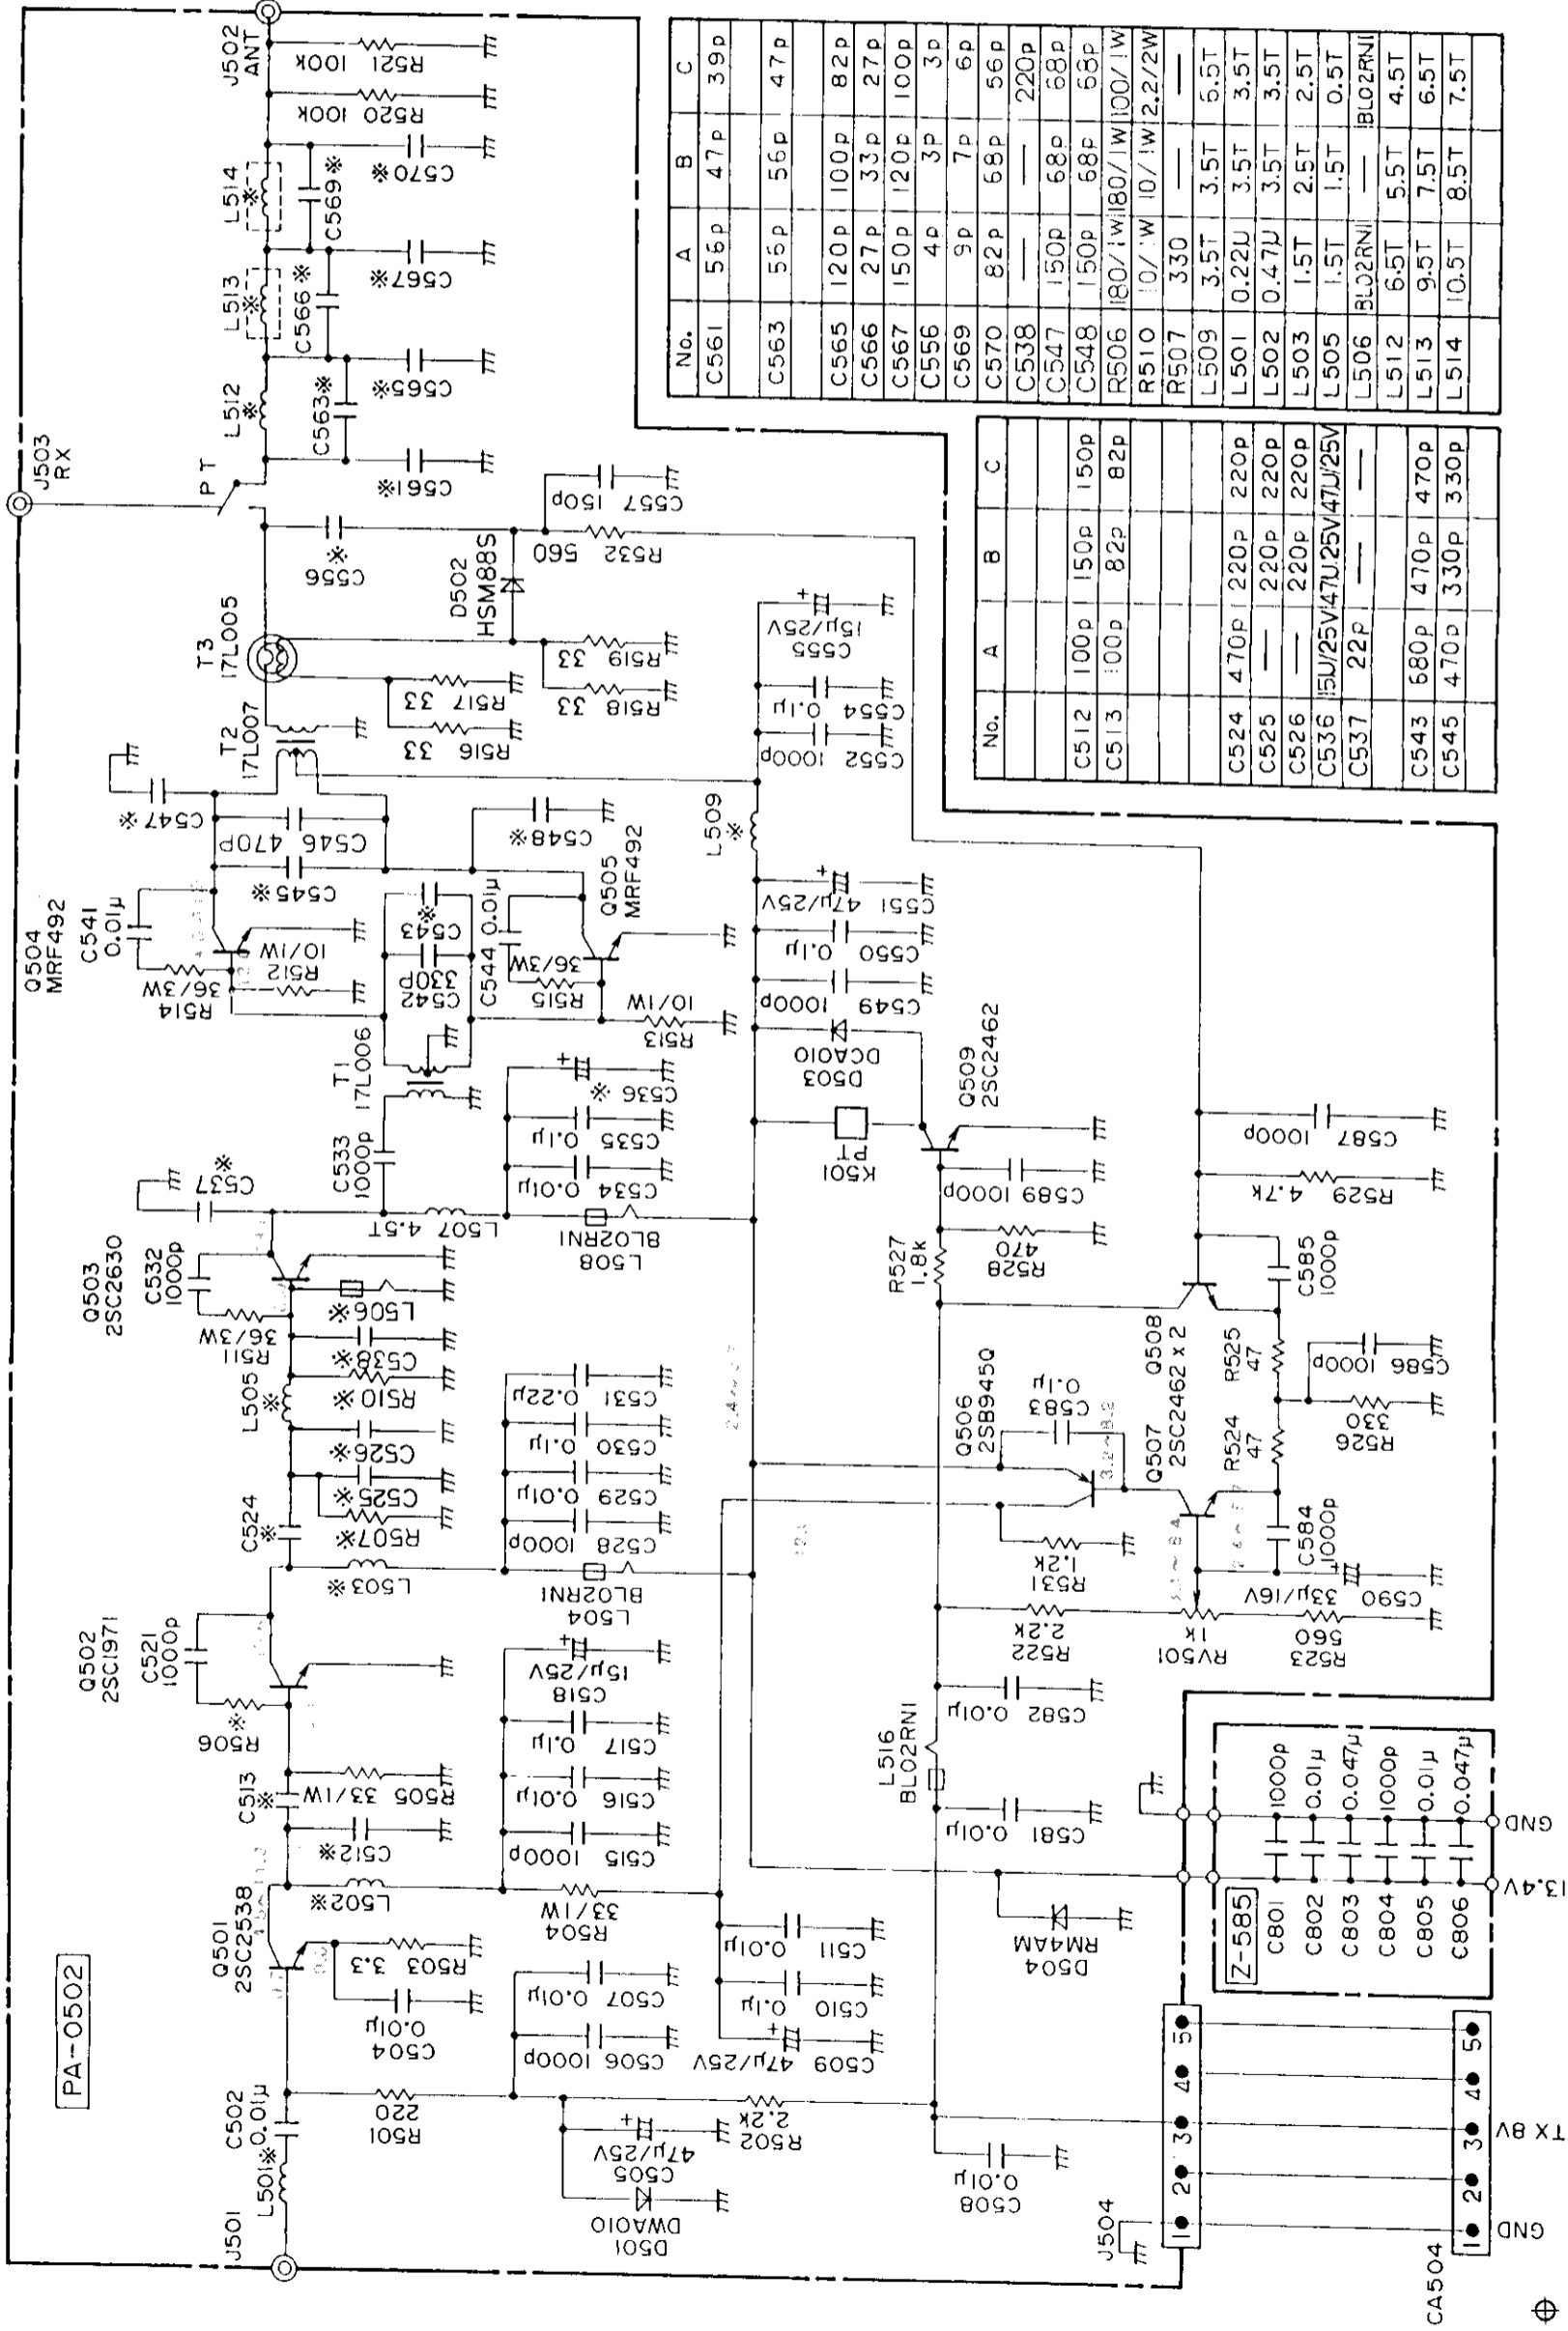 PA-0502
J501
L501※
C502
0.01µ
R501
220
Q501
2SC2538
C504
0.01µ
R503
3.3
L502※
C512※
C513
※
R505
33/1W
R506
※
Q502
2SC1971
C521
1000p
L503※
C524
※
R507※
C525
※
C526※
L505
※
R510※
C538※
R511
36/3W
L506※
Q503
2SC2630
C532
1000p
C537
※
L507 4.5T
C533
1000p
T1
17L006
R514
36/3W
R512
10/1W
Q504
MRF492
C541
0.01µ
C542
330P
C543
※
C544 0.01µ
R515
36/3W
R513
10/1W
Q505
MRF492
C545※
C546
470P
C547※
C548※
T2
17L007
T3
17L005
R516
33
R517
33
R518
33
R519
33
D502
HSM88S
C556
※
R532
560
C557
150p
P T
J503
RX
L512
※
C561※
C563※
C565※
L513
※
C566※
C567※
L514
※
C569※
C570※
R520 100k
R521 100k
J502
ANT
D501
DWA010
C505
47µ/25V
R502
2.2k
C506 1000p
C507 0.01µ
R504
33/1W
C509 47µ/25V
C510 0.1µ
C511 0.01µ
C515 1000p
C516 0.01µ
C517 0.1µ
C518
15µ/25V
L504
BL02RN1
C528 1000p
C529 0.01µ
C530 0.1µ
C531 0.22µ
L508
BL02RN1
C534 0.01µ
C535 0.1µ
C536 ※
L509
※
C549 1000p
C550 0.1µ
C551 47µ/25V
C552 1000p
C554 0.1µ
C555
15µ/25V
C508
0.01µ
D504
RM4AM
C581
0.01µ
L516
BL02RN1
C582 0.01µ
R522
2.2k
RV501
1k
R523
560
C590
33µ/16V
R531
1.2k
Q506
2SB945Q
C583
0.1µ
Q507
2SC2462 x 2
Q508
C584
1000p
R524
47
R525
47
R526
330
C586 1000p
C585
1000p
R527
1.8k
R528
470
C589 1000p
K501
PT
D503
DCA010
Q509
2SC2462
R529
4.7k
C587
1000p
J504
1 2 3 4 5
CA504
1 2 3 4 5
GND
TX 8V
13.4V
GND
Z-585
C801 1000p
C802 0.01µ
C803 0.047µ
C804 1000p
C805 0.01µ
C806 0.047µ
No. A B C
C512 100p 150p 150p
C513 100p 82p 82p
C524 470p 220p 220p
C525 — 220p 220p
C526 — 220p 220p
C536 15U/25V 47U/25V 47U/25V
C537 22p — —
C543 680p 470p 470p
C545 470p 330p 330p
No. A B C
C561 56p 47p 39p
C563 56p 56p 47p
C565 120p 100p 82p
C566 27p 33p 27p
C567 150p 120p 100p
C556 4p 3p 3p
C569 9p 7p 6p
C570 82p 68p 56p
C538 — — 220p
C547 150p 68p 68p
C548 150p 68p 68p
R506 180/1W 180/1W 100/1W
R510 10/1W 10/1W 2.2/2W
R507 330 — —
L509 3.5T 3.5T 5.5T
L501 0.22U 3.5T 3.5T
L502 0.47U 3.5T 3.5T
L503 1.5T 2.5T 2.5T
L505 1.5T 1.5T 0.5T
L506 BL02RN1 — BL02RN1
L512 6.5T 5.5T 4.5T
L513 9.5T 7.5T 6.5T
L514 10.5T 8.5T 7.5T